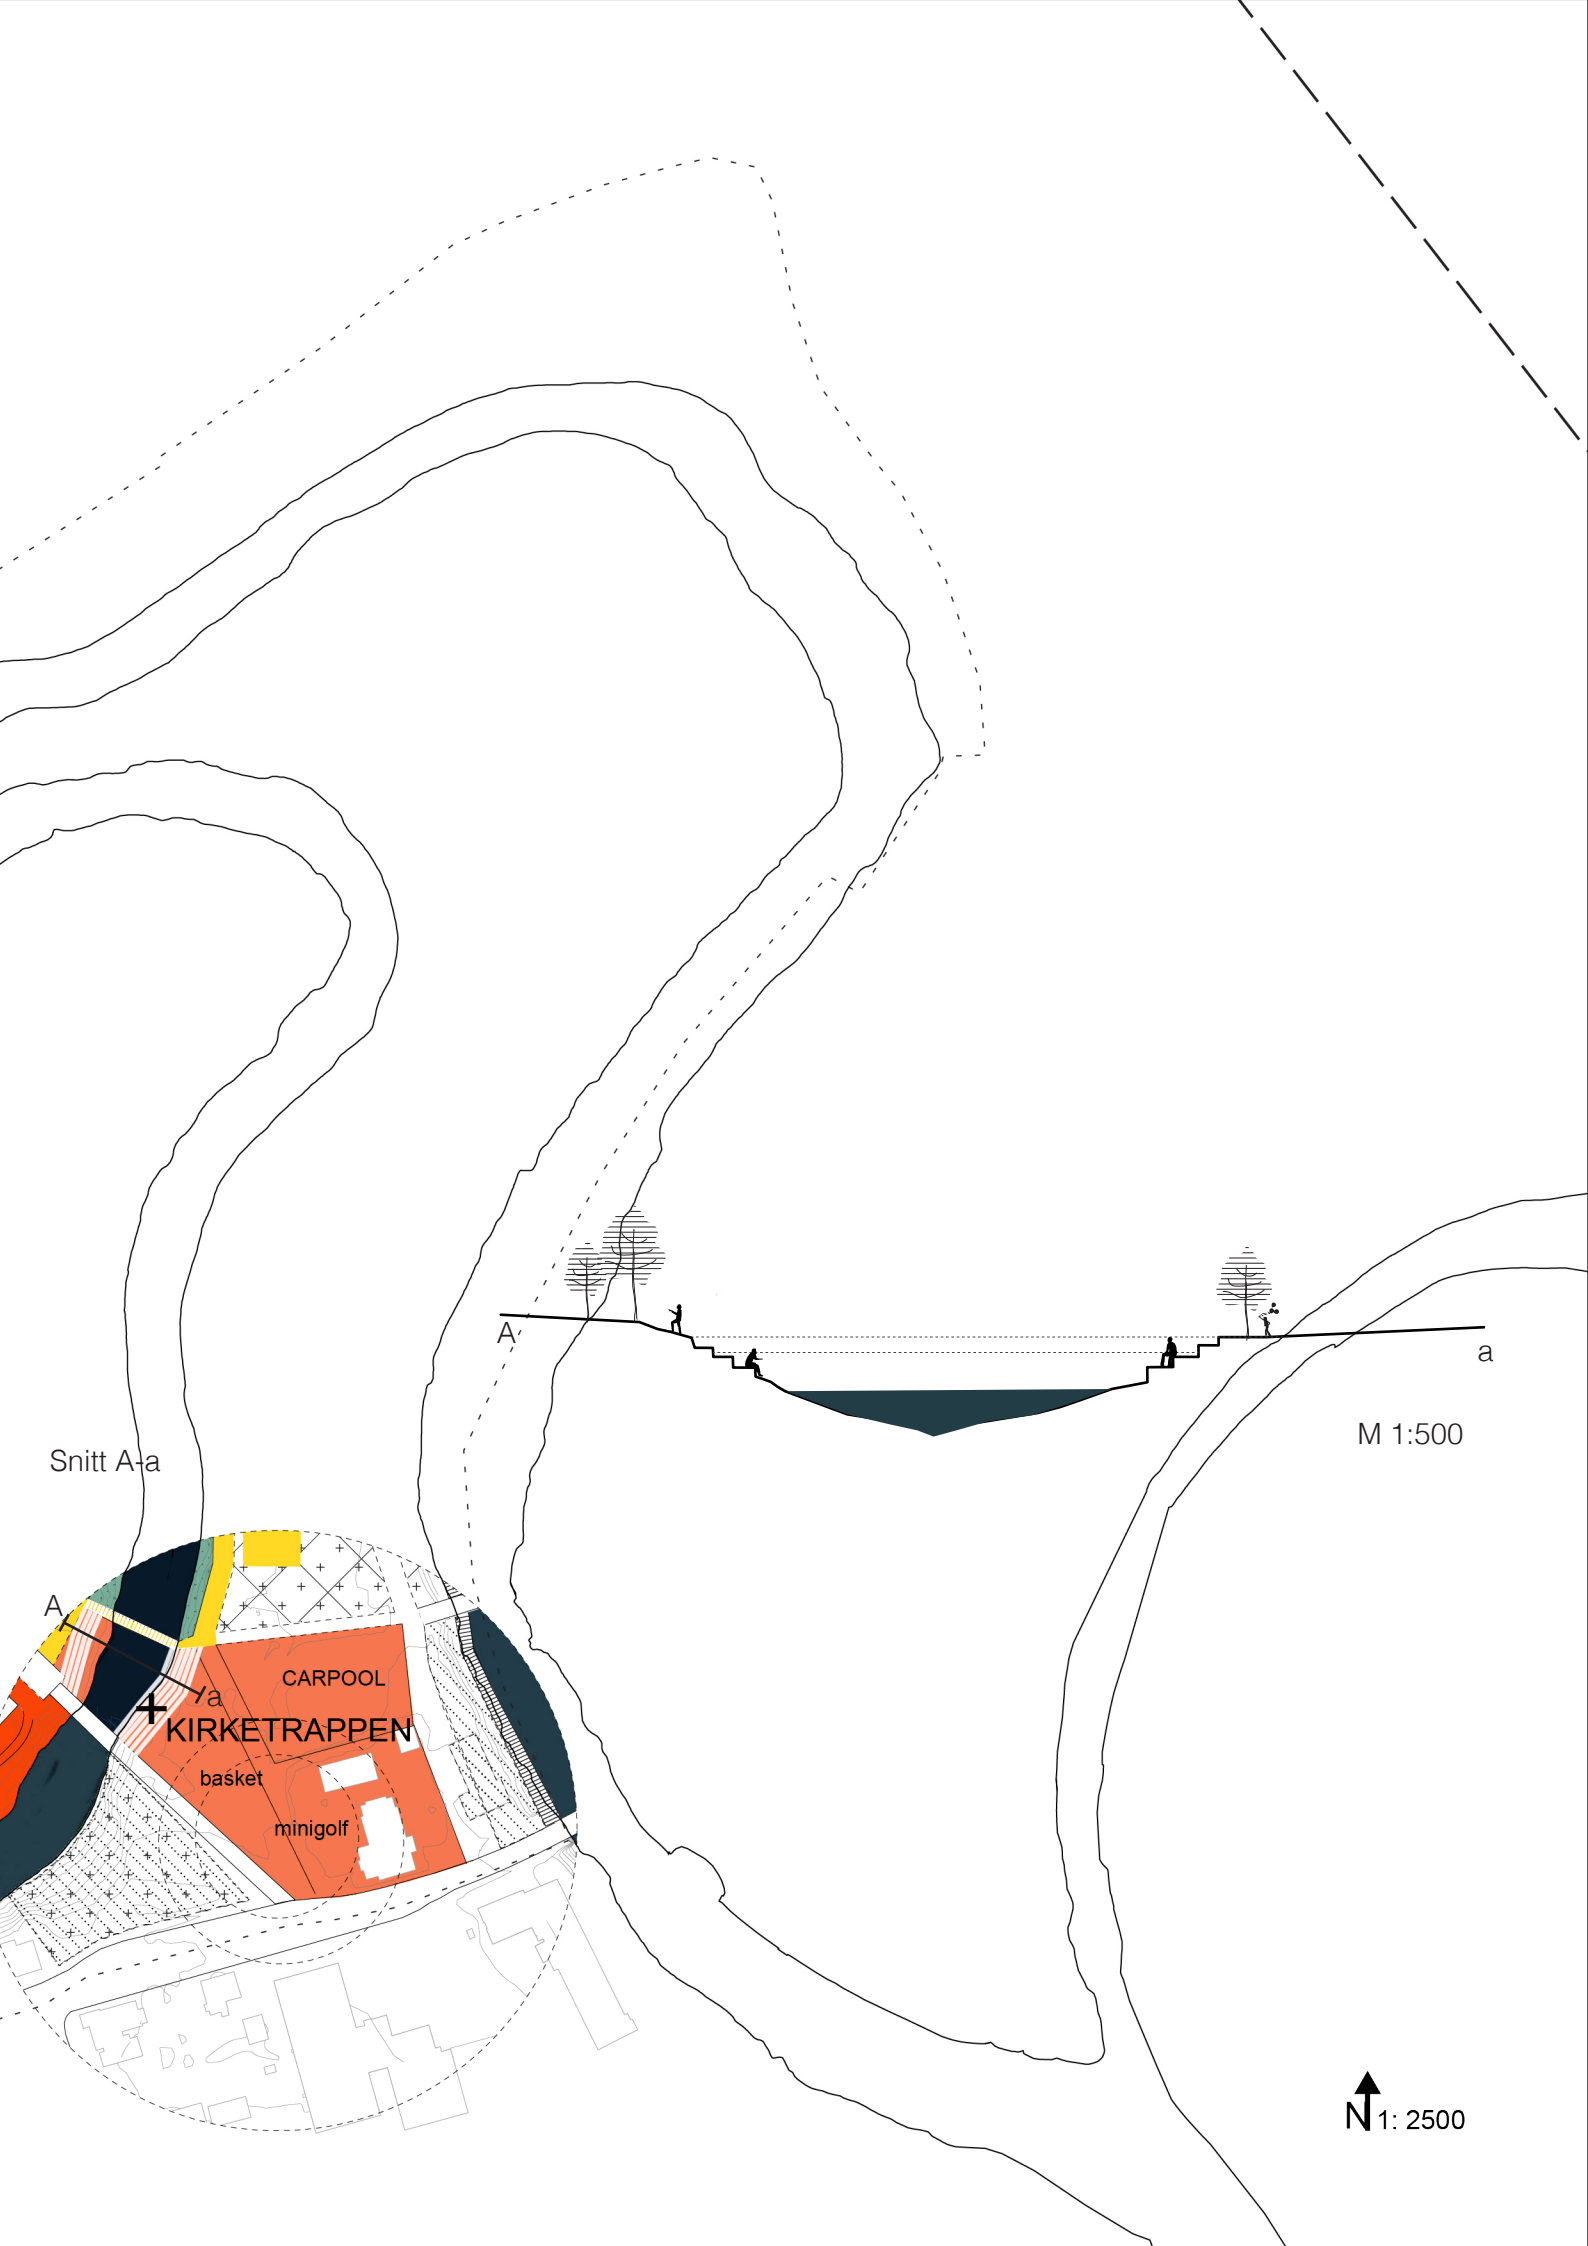 A
a
M 1:500
Snitt A-a
A
a
CARPOOL
KIRKETRAPPEN
basket
minigolf
N 1: 2500